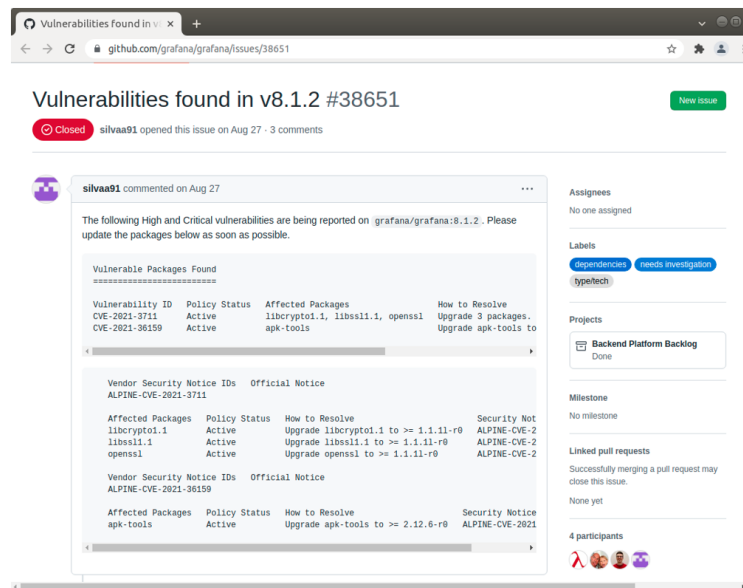 Vulnerabilities found in v
github.com/grafana/grafana/issues/38651
Vulnerabilities found in v8.1.2 #38651
New issue
Closed silvaa91 opened this issue on Aug 27 · 3 comments
silvaa91 commented on Aug 27
The following High and Critical vulnerabilities are being reported on grafana/grafana:8.1.2. Please
update the packages below as soon as possible.
Vulnerable Packages Found
=========================
Vulnerability ID Policy Status Affected Packages How to Resolve
CVE-2021-3711 Active libcrypto1.1, libssl1.1, openssl Upgrade 3 packages.
CVE-2021-36159 Active apk-tools Upgrade apk-tools to
Vendor Security Notice IDs Official Notice
ALPINE-CVE-2021-3711
Affected Packages Policy Status How to Resolve Security Not
libcrypto1.1 Active Upgrade libcrypto1.1 to >= 1.1.1l-r0 ALPINE-CVE-2
libssl1.1 Active Upgrade libssl1.1 to >= 1.1.1l-r0 ALPINE-CVE-2
openssl Active Upgrade openssl to >= 1.1.1l-r0 ALPINE-CVE-2
Vendor Security Notice IDs Official Notice
ALPINE-CVE-2021-36159
Affected Packages Policy Status How to Resolve Security Notice
apk-tools Active Upgrade apk-tools to >= 2.12.6-r0 ALPINE-CVE-2021
Assignees
No one assigned
Labels
dependencies needs investigation
type/tech
Projects
Backend Platform Backlog
Done
Milestone
No milestone
Linked pull requests
Successfully merging a pull request may
close this issue.
None yet
4 participants